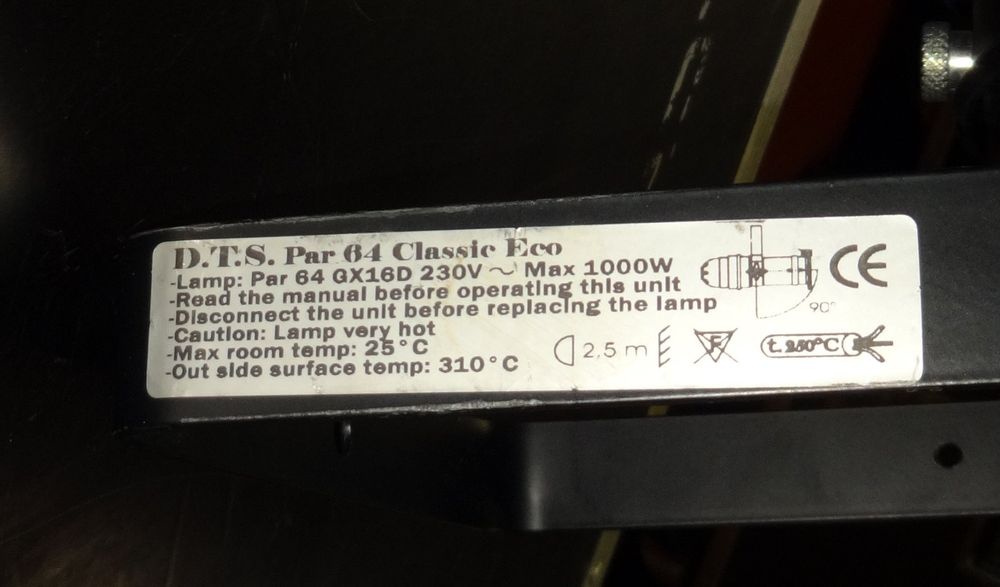 D.T.S. Par 64 Classic Eco
-Lamp: Par 64 GX16D 230V ~ Max 1000W
-Read the manual before operating this unit
-Disconnect the unit before replacing the lamp
-Caution: Lamp very hot
-Max room temp: 25°C
-Out side surface temp: 310°C
2,5 m
F
t. 250°C
90°
CE